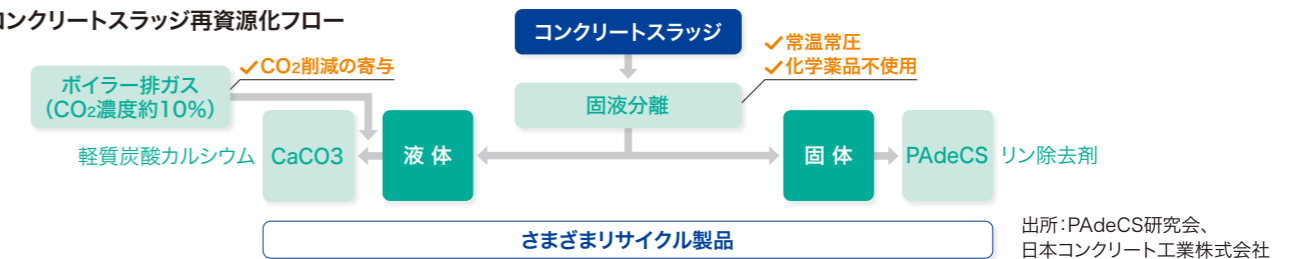 コンクリートスラッジ再資源化フロー
コンクリートスラッジ
✓常温常圧
✓化学薬品不使用
✓CO2削減の寄与
ボイラー排ガス
（CO2濃度約10%）
固液分離
軽質炭酸カルシウム
CaCO3
液体
固体
PAdeCS
リン除去剤
さまざまリサイクル製品
出所：PAdeCS研究会、
日本コンクリート工業株式会社